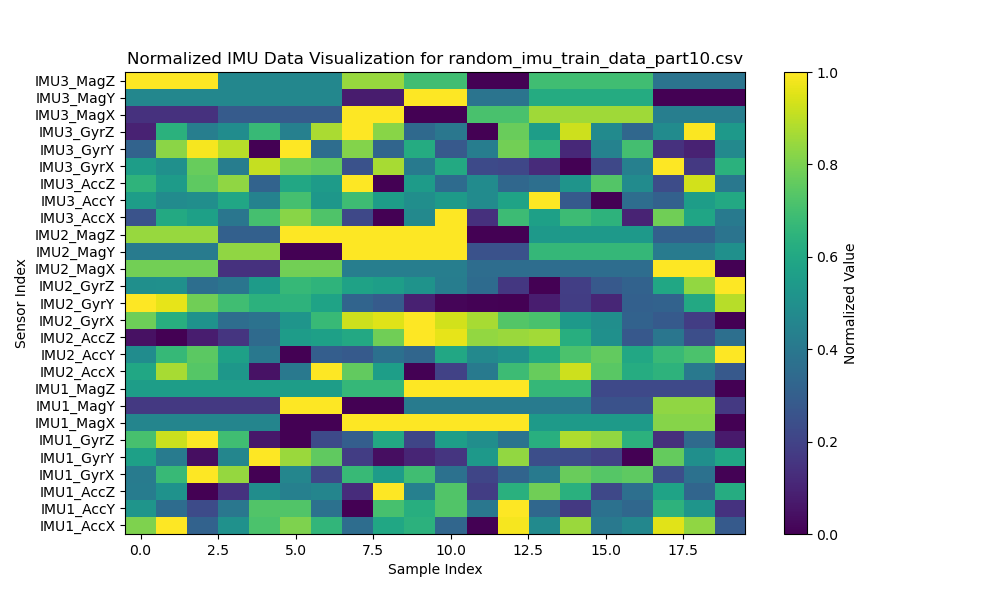 Normalized IMU Data Visualization for random_imu_train_data_part10.csv
IMU3_MagZ
IMU3_MagY
IMU3_MagX
IMU3_GyrZ
IMU3_GyrY
IMU3_GyrX
IMU3_AccZ
IMU3_AccY
IMU3_AccX
IMU2_MagZ
IMU2_MagY
IMU2_MagX
IMU2_GyrZ
IMU2_GyrY
IMU2_GyrX
IMU2_AccZ
IMU2_AccY
IMU2_AccX
IMU1_MagZ
IMU1_MagY
IMU1_MagX
IMU1_GyrZ
IMU1_GyrY
IMU1_GyrX
IMU1_AccZ
IMU1_AccY
IMU1_AccX
Sensor Index
0.0 2.5 5.0 7.5 10.0 12.5 15.0 17.5
Sample Index
1.0
0.8
0.6
0.4
0.2
0.0
Normalized Value